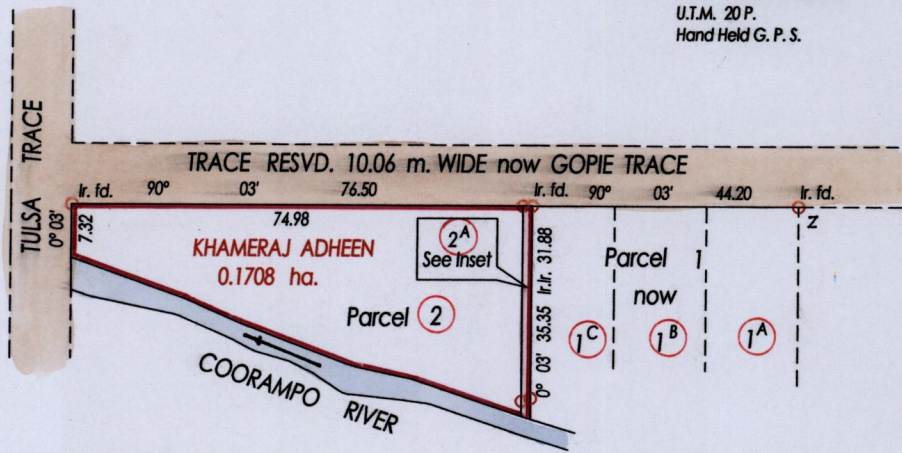 U.T.M. 20 P.
Hand Held G. P. S.
TULSA TRACE
0° 03'
TRACE RESVD. 10.06 m. WIDE now GOPIE TRACE
Ir. fd. 90° 03' 76.50 Ir. fd. 90° 03' 44.20 Ir. fd.
74.98
Z
7.32
KHAMERAJ ADHEEN
0.1708 ha.
2A
See Inset
Parcel 2
0° 03' 35.35 Ir.Ir. 31.88
Parcel 1
now
1C 1B 1A
COORAMPO RIVER